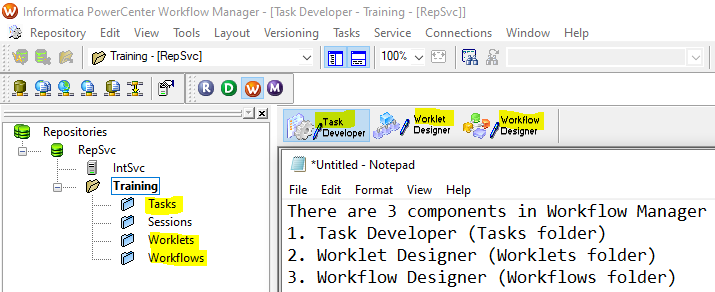 Informatica PowerCenter Workflow Manager - [Task Developer - Training - [RepSvc]]
Repository Edit View Tools Layout Versioning Tasks Service Connections Window Help
Training - [RepSvc]
100%
R D W M
Repositories
RepSvc
IntSvc
Training
Tasks
Sessions
Worklets
Workflows
Task
Developer
Worklet
Designer
Workflow
Designer
*Untitled - Notepad
File Edit Format View Help
There are 3 components in Workflow Manager
1. Task Developer (Tasks folder)
2. Worklet Designer (Worklets folder)
3. Workflow Designer (Workflows folder)